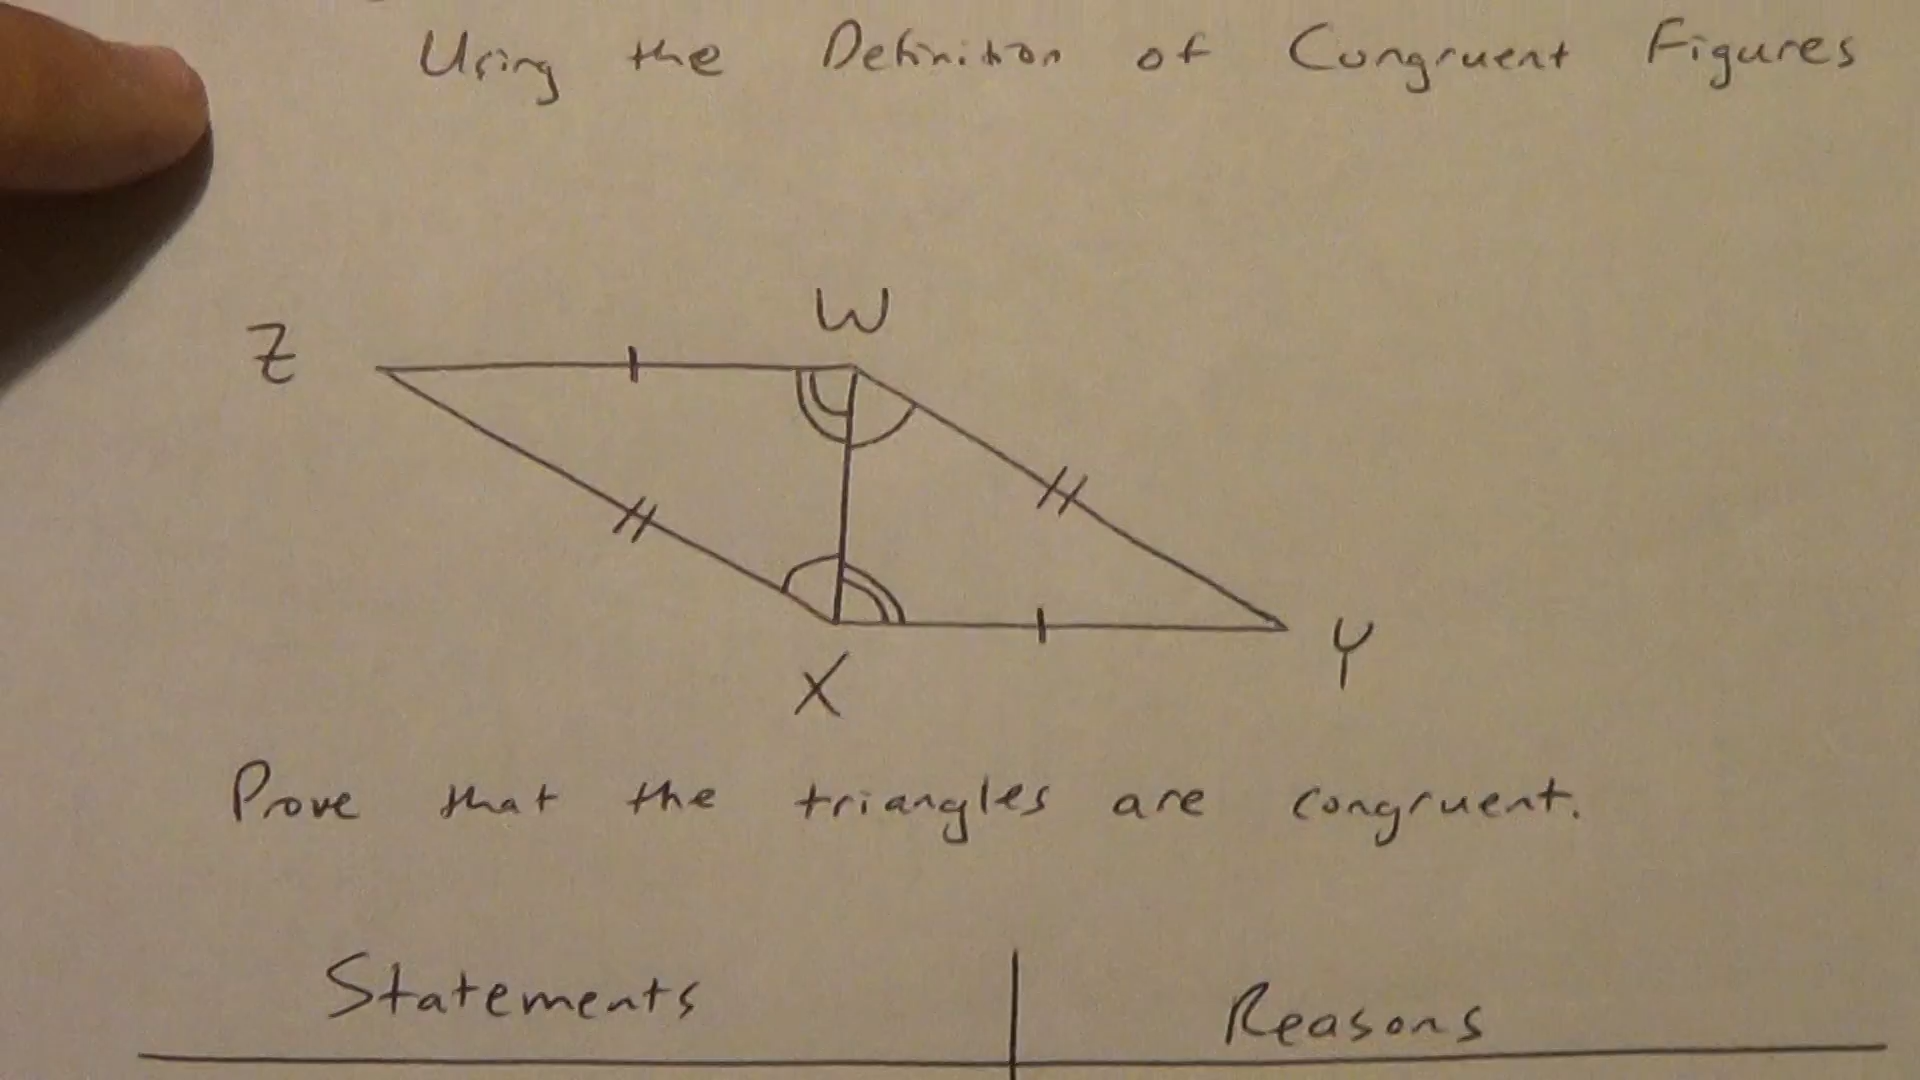 Using the Definition of Congruent Figures
W
Z
X
Y
Prove that the triangles are congruent.
Statements
Reasons